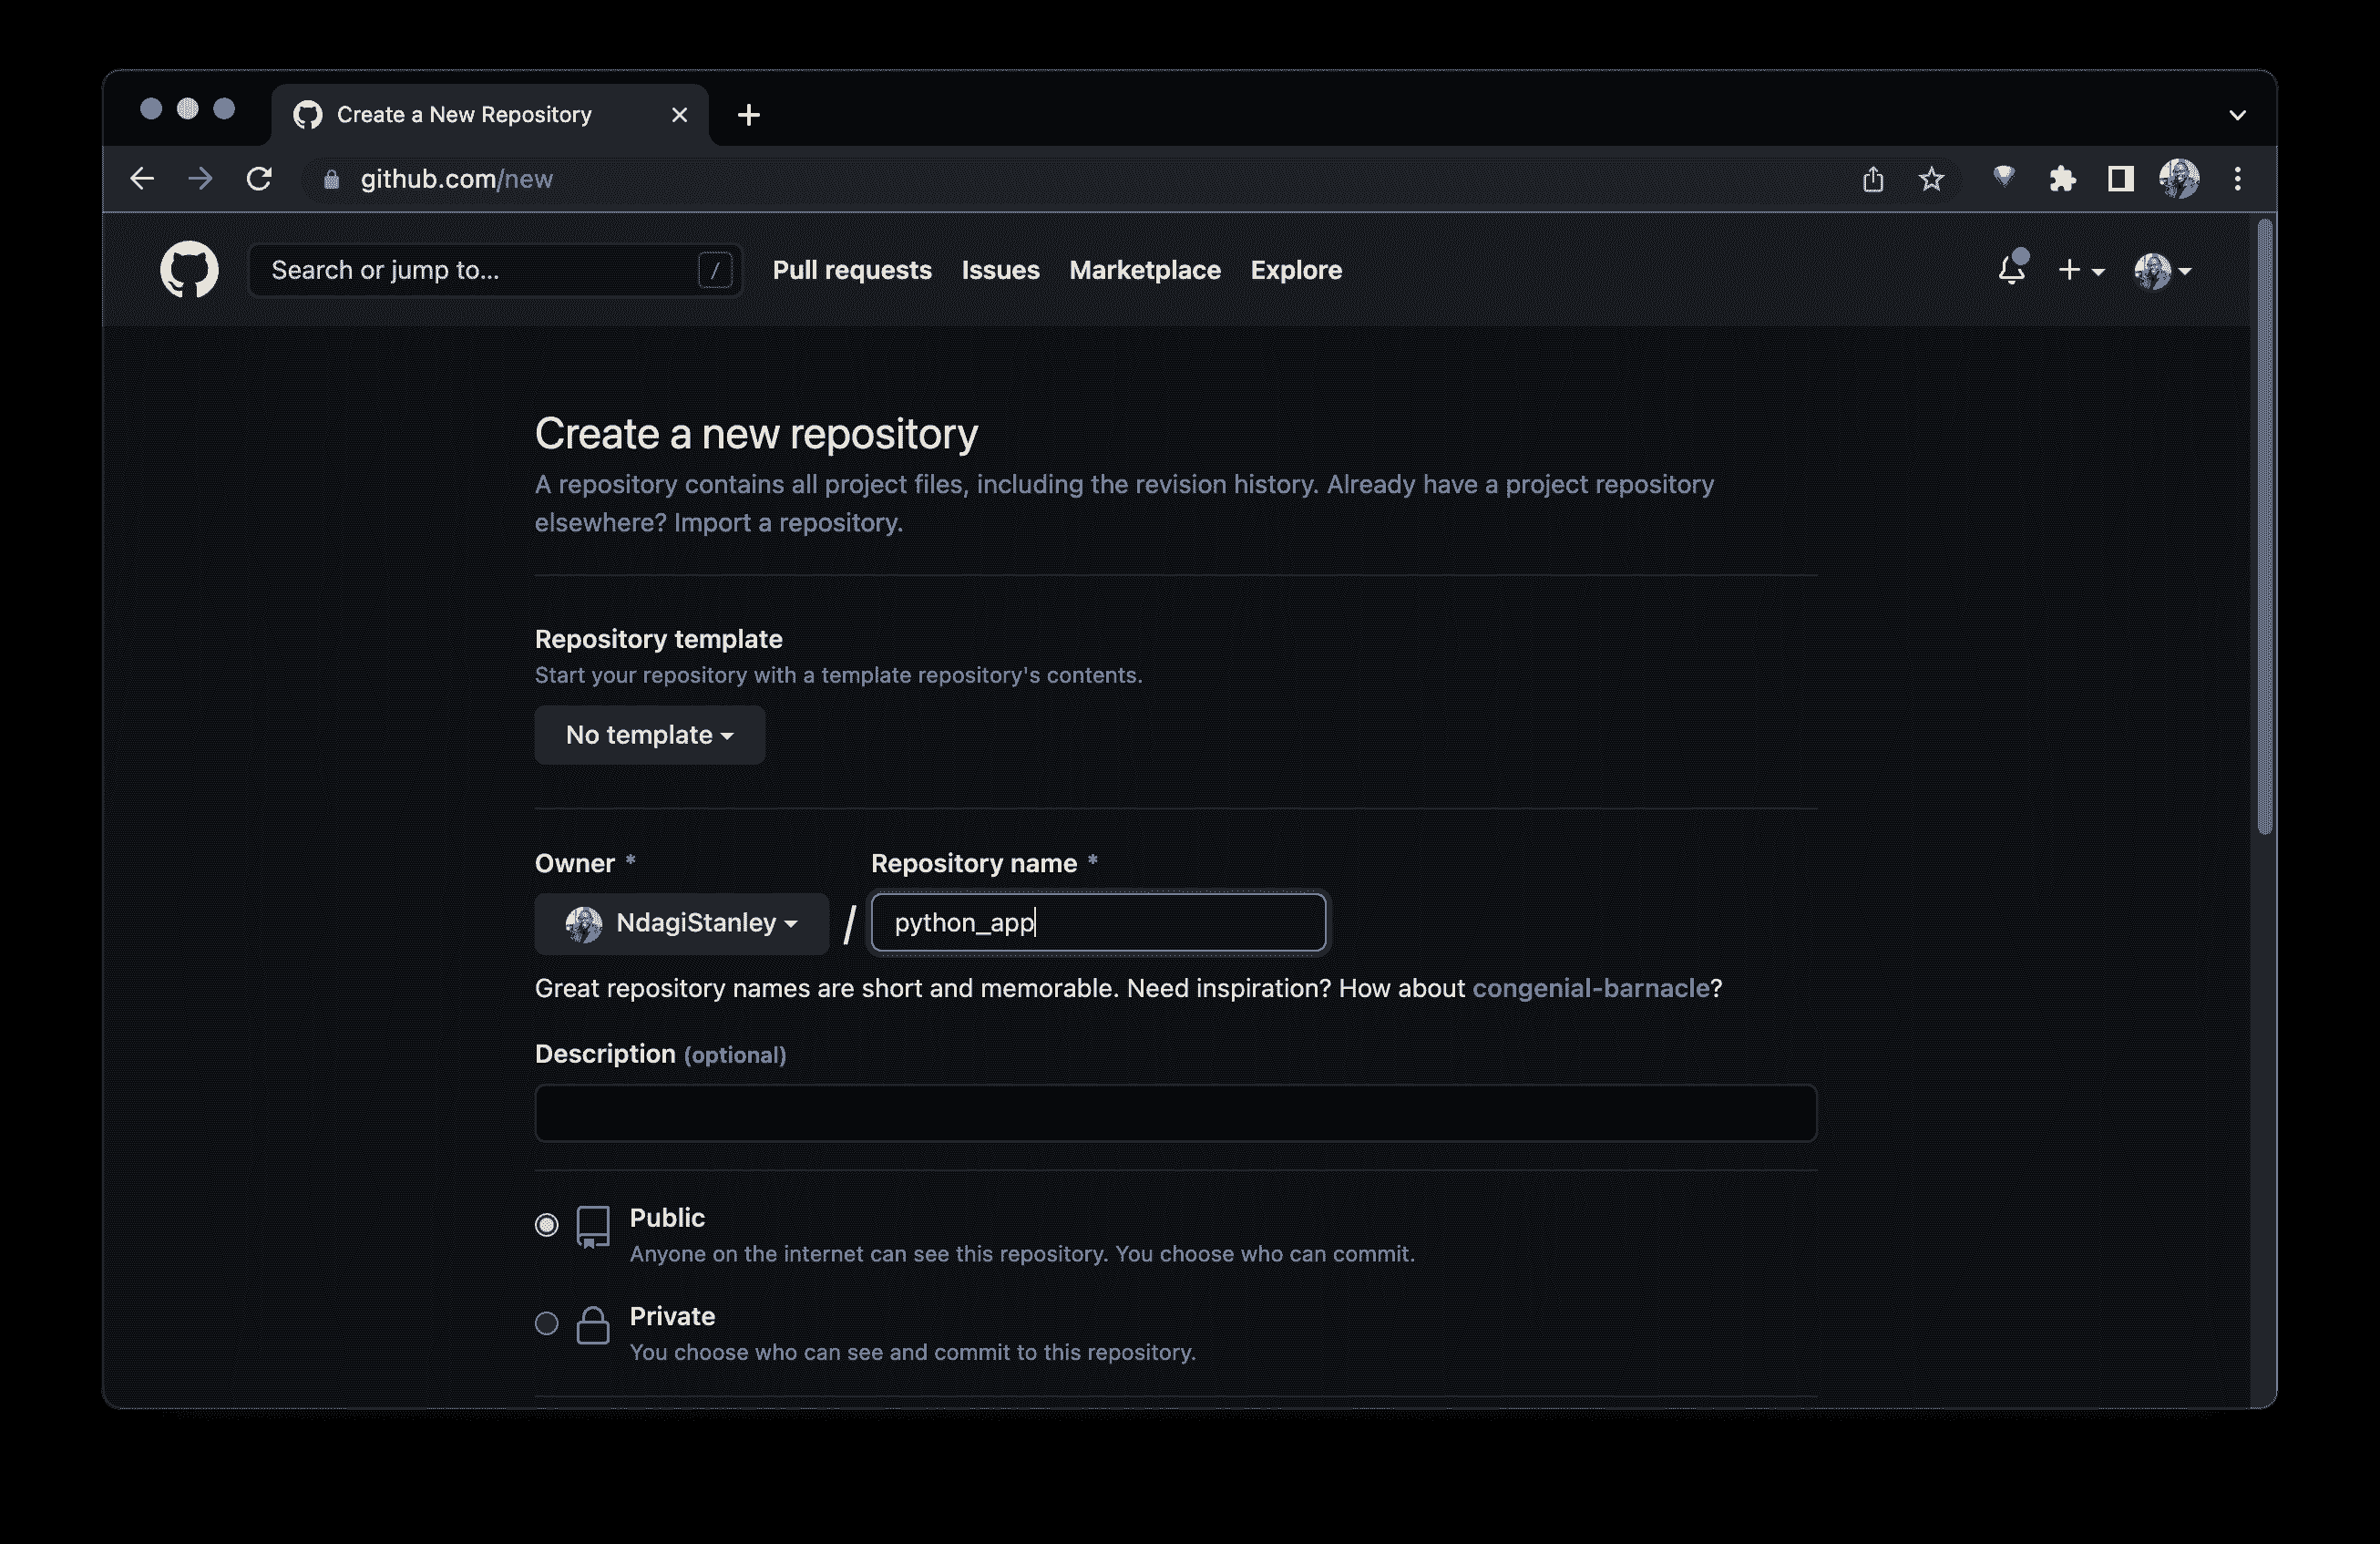 Create a New Repository
github.com/new
Search or jump to... / Pull requests Issues Marketplace Explore
Create a new repository
A repository contains all project files, including the revision history. Already have a project repository
elsewhere? Import a repository.
Repository template
Start your repository with a template repository's contents.
No template
Owner * Repository name *
NdagiStanley / python_app
Great repository names are short and memorable. Need inspiration? How about congenial-barnacle?
Description (optional)
Public
Anyone on the internet can see this repository. You choose who can commit.
Private
You choose who can see and commit to this repository.